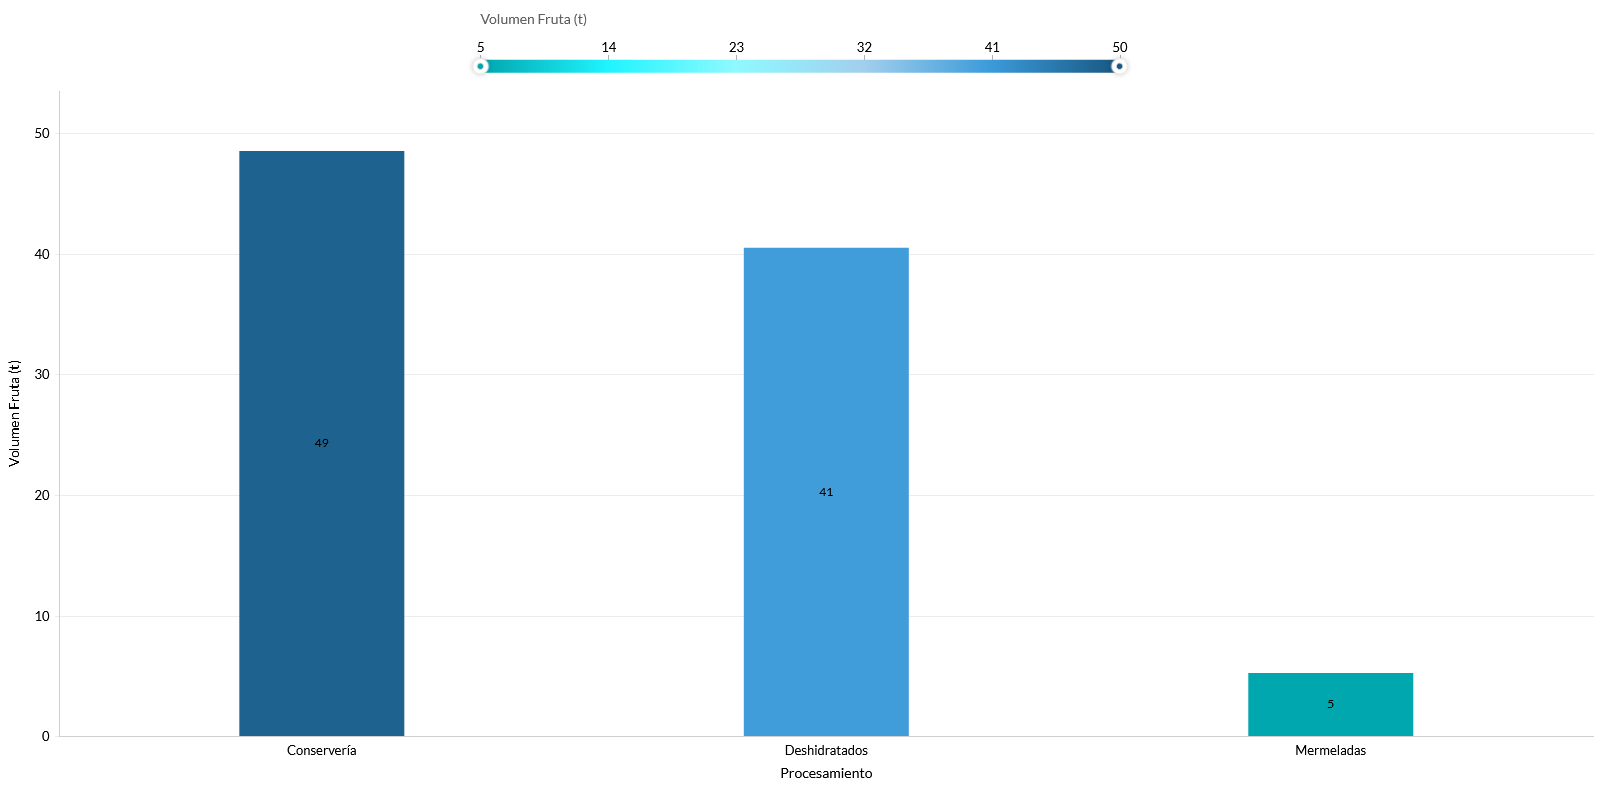 Volumen Fruta (t)
5 14 23 32 41 50
Volumen Fruta (t)
50
40
30
20
10
0
49
41
5
Conservería Deshidratados Mermeladas
Procesamiento